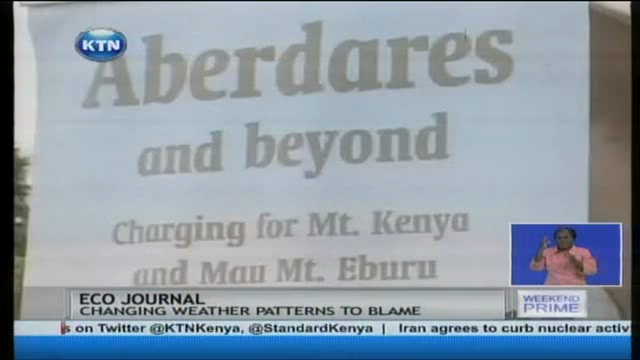 KTN
Aberdares
and beyond
Charging for Mt. Kenya
and Mau Mt. Eburu
ECO JOURNAL
CHANGING WEATHER PATTERNS TO BLAME
WEEKEND
PRIME
s on Twitter @KTNKenya, @StandardKenya | Iran agrees to curb nuclear activi